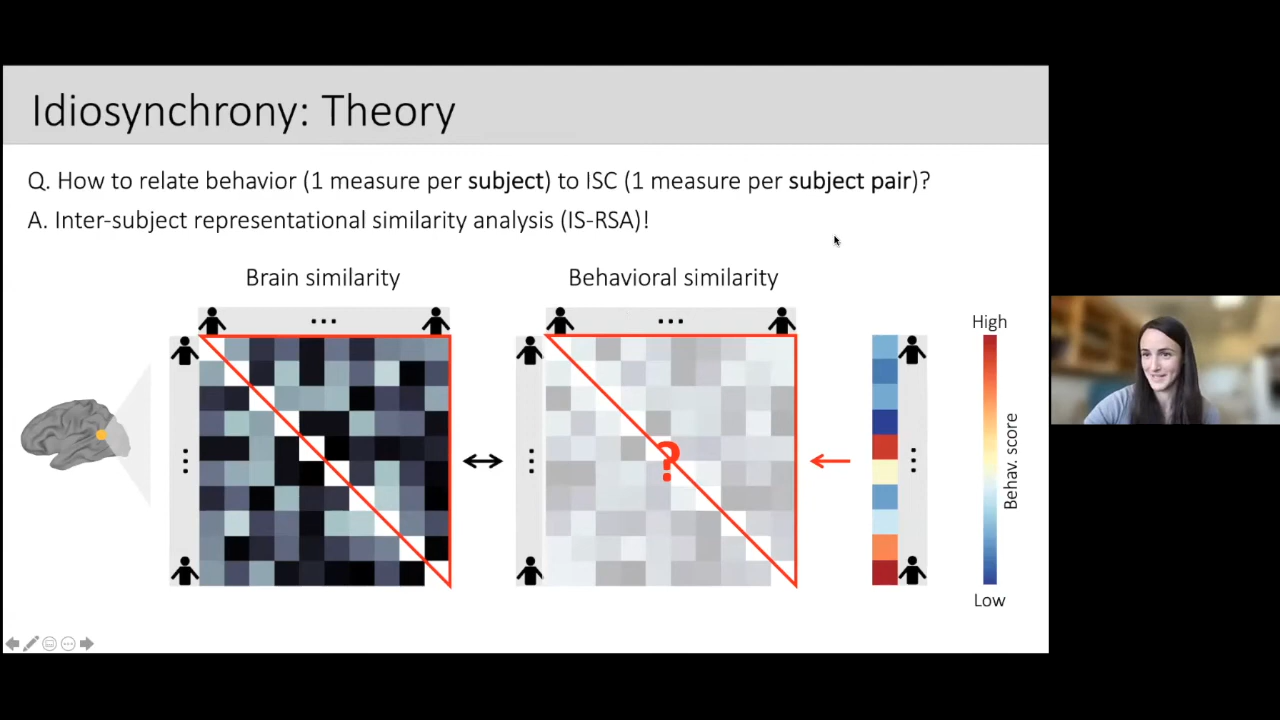 Idiosynchrony: Theory
Q. How to relate behavior (1 measure per subject) to ISC (1 measure per subject pair)?
A. Inter-subject representational similarity analysis (IS-RSA)!
Brain similarity
Behavioral similarity
...
...
?
High
Behav. score
Low